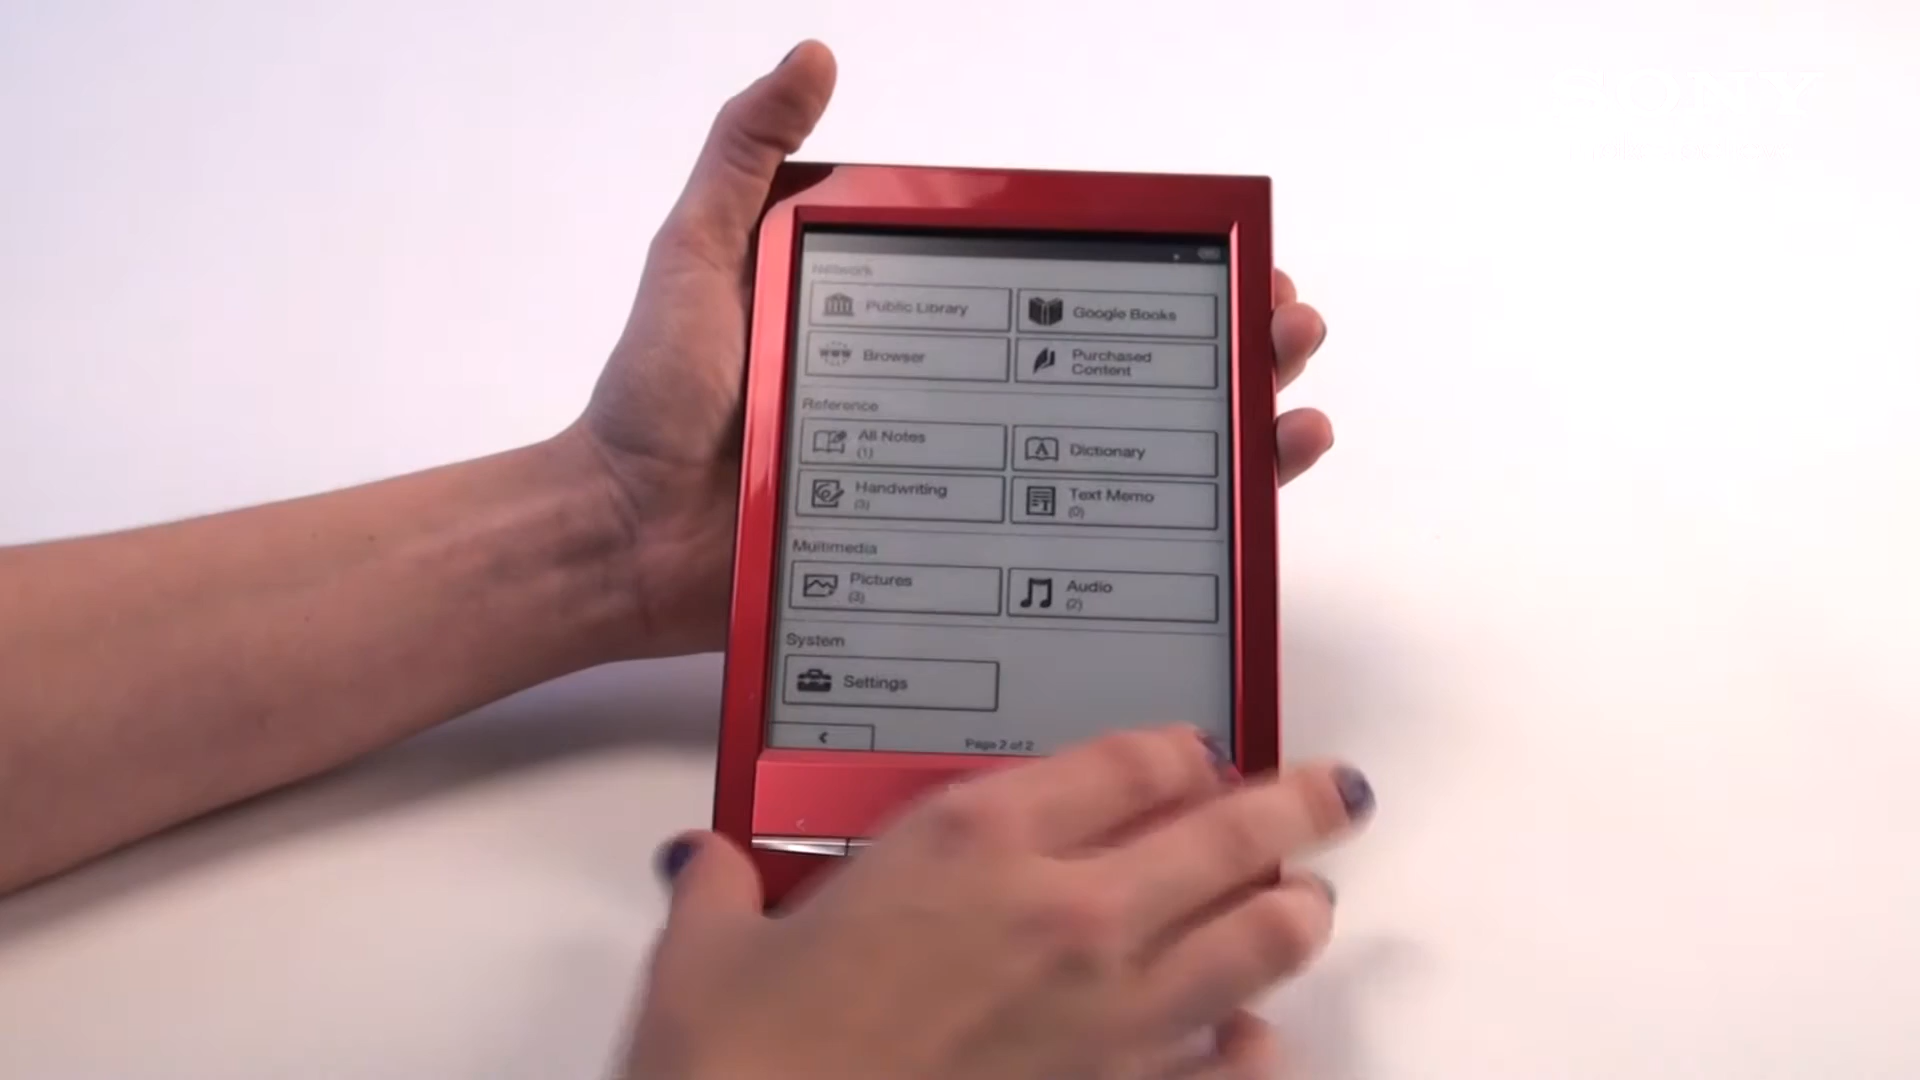 SONY
Network
Public Library
Google Books
Browser
Purchased
Content
Reference
All Notes
(1)
Dictionary
Handwriting
(3)
Text Memo
(0)
Multimedia
Pictures
(3)
Audio
(2)
System
Settings
<
Page 2 of 2